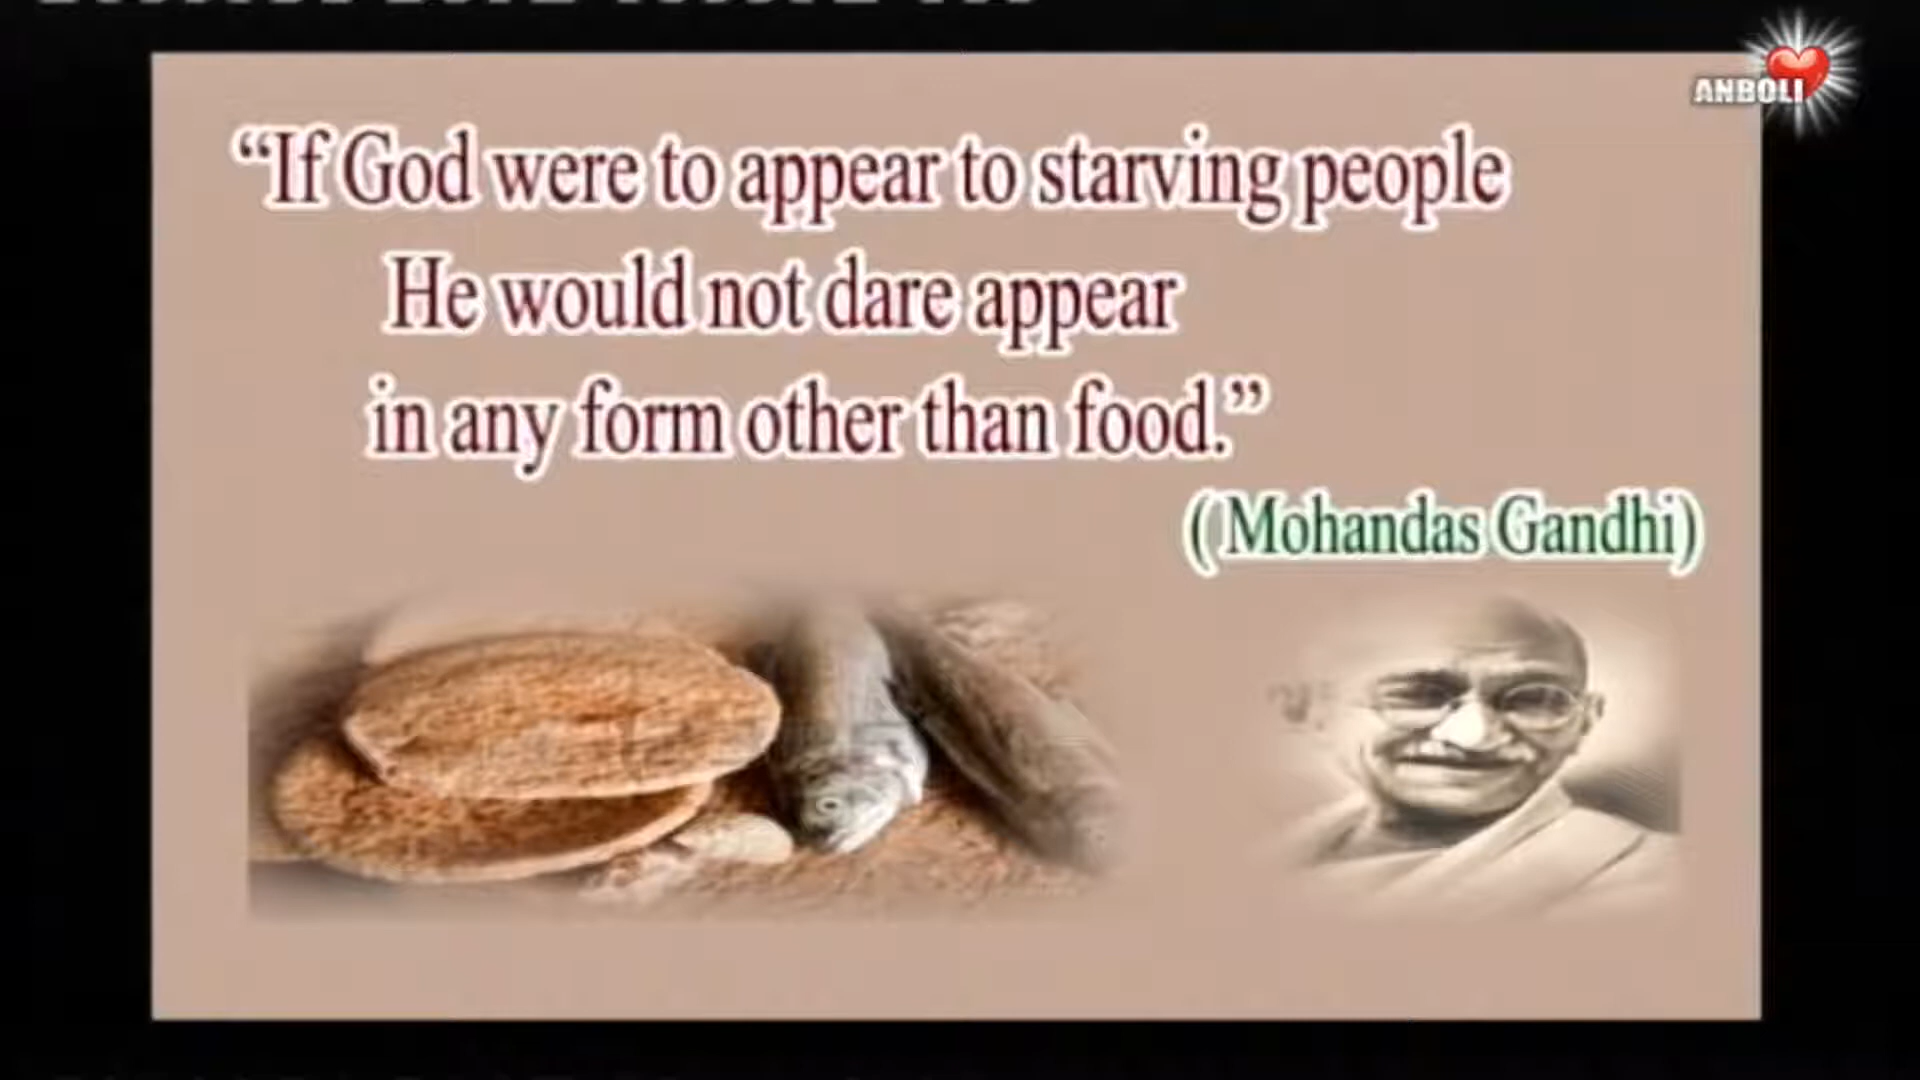 ANBOLI
“If God were to appear to starving people
He would not dare appear
in any form other than food.”
( Mohandas Gandhi)